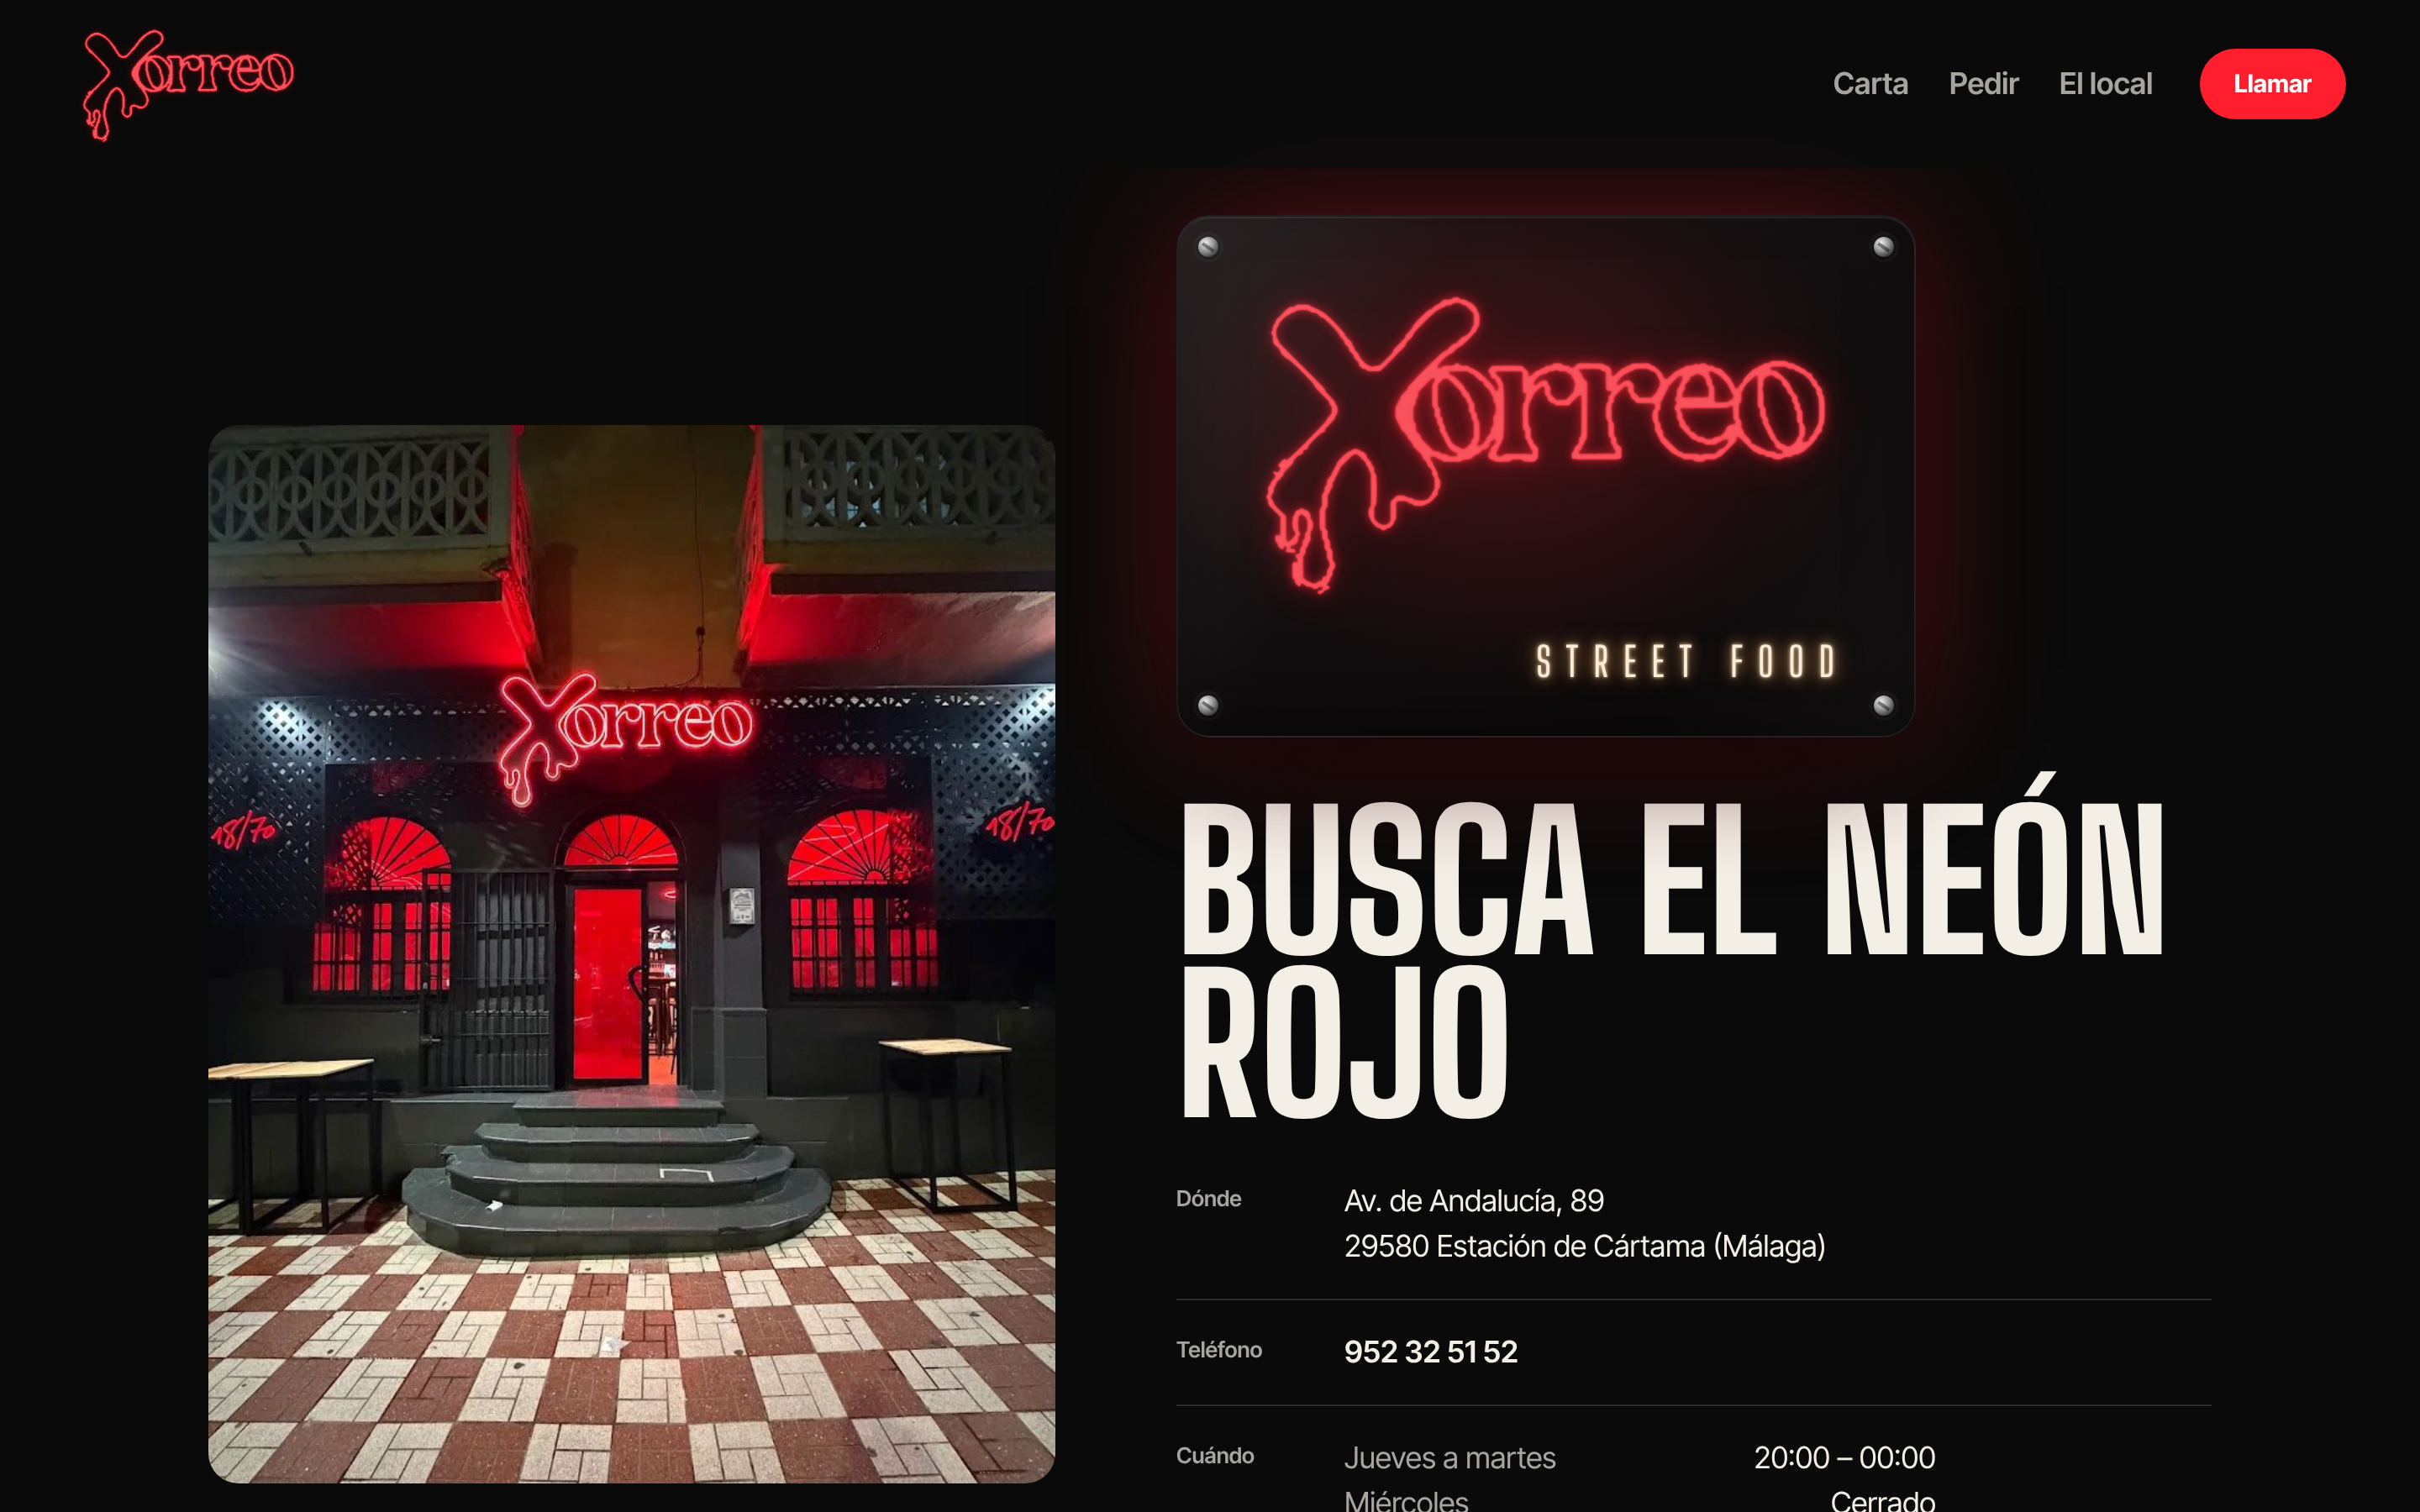 Xorreo
Carta
Pedir
El local
Llamar
Xorreo
STREET FOOD
Xorreo
18/70
18/70
BUSCA EL NEÓN
ROJO
Dónde
Av. de Andalucía, 89
29580 Estación de Cártama (Málaga)
Teléfono
952 32 51 52
Cuándo
Jueves a martes
20:00 – 00:00
Miércoles
Cerrado